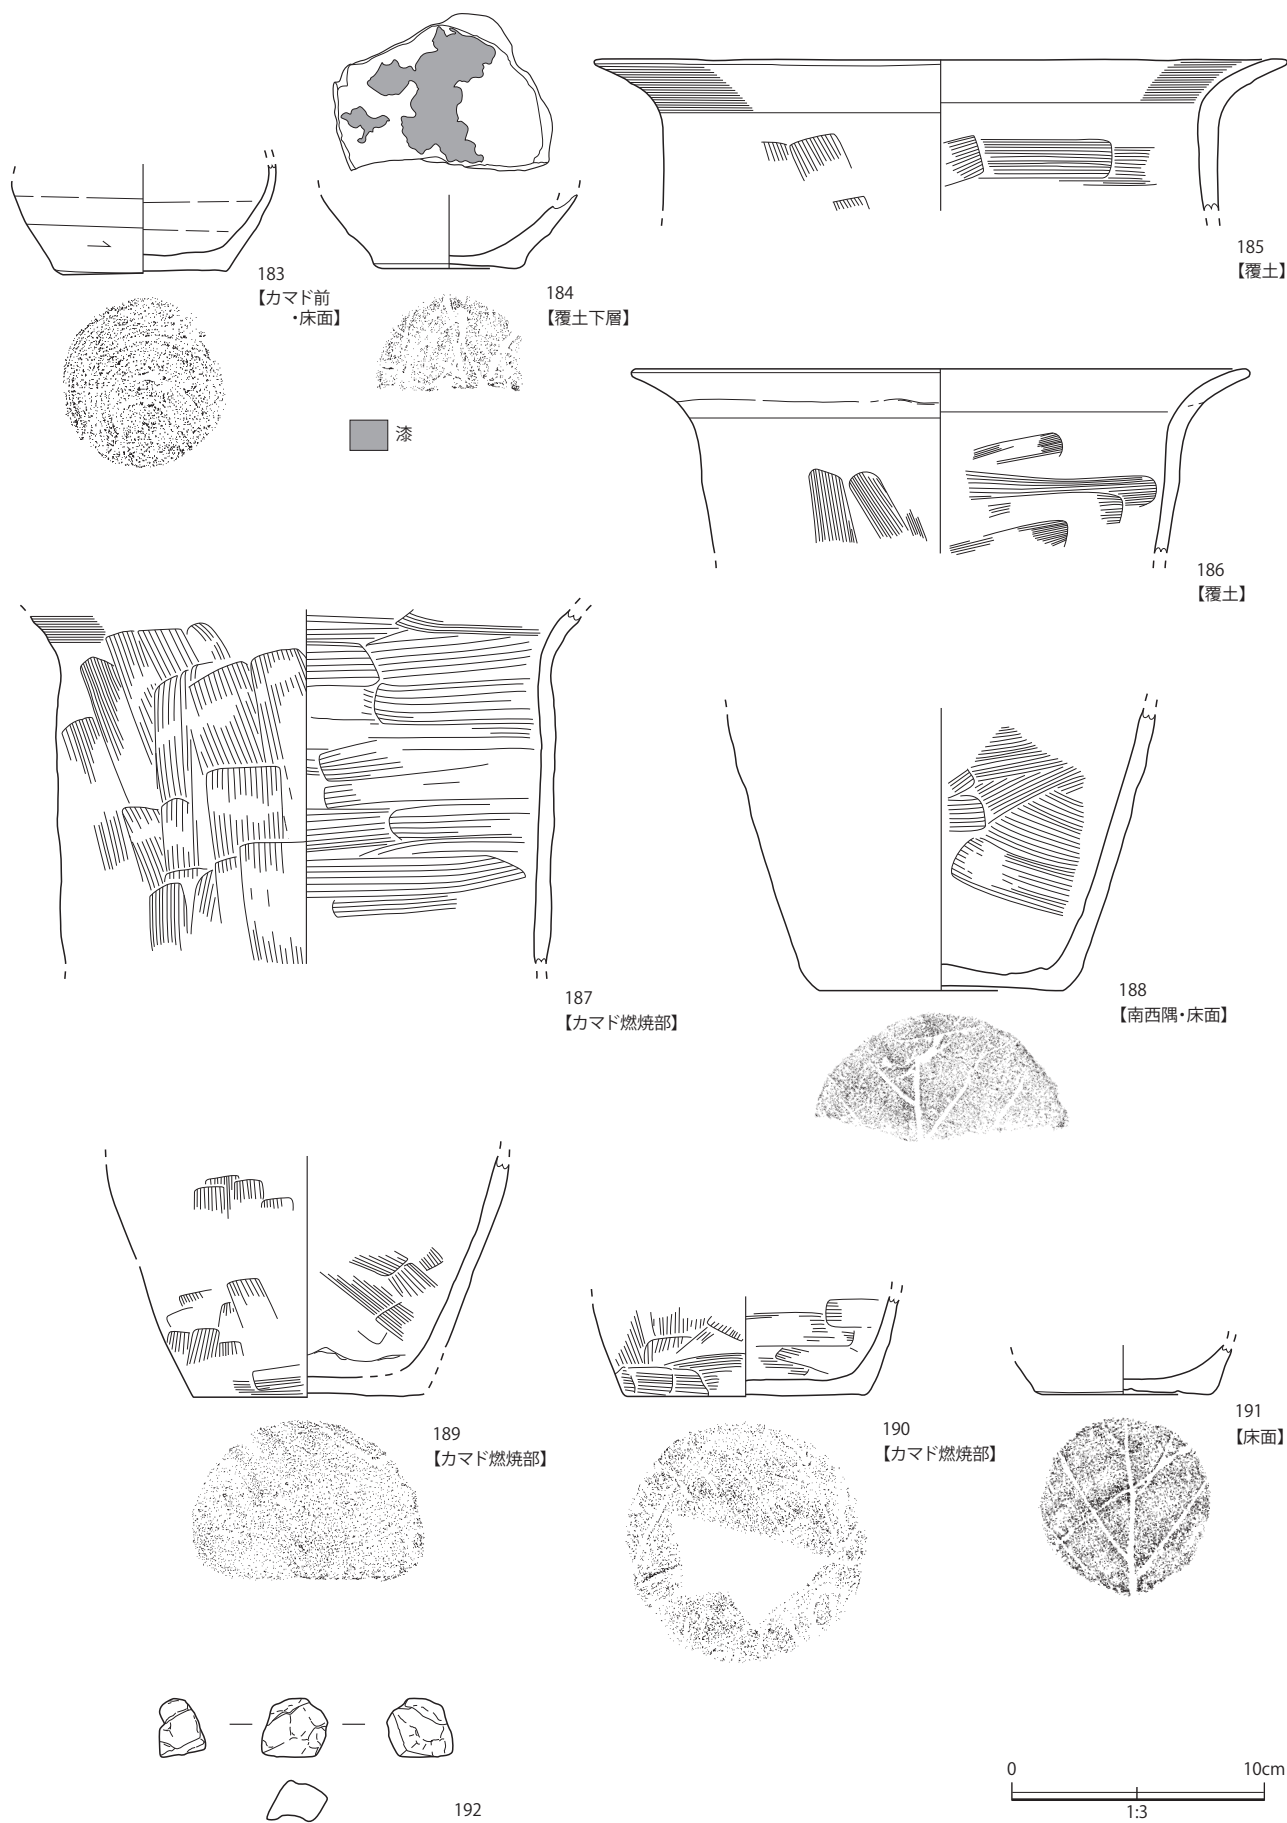 183
【カマド前
・床面】
184
【覆土下層】
漆
185
【覆土】
186
【覆土】
187
【カマド燃焼部】
188
【南西隅・床面】
189
【カマド燃焼部】
190
【カマド燃焼部】
191
【床面】
192
0 10cm
1:3